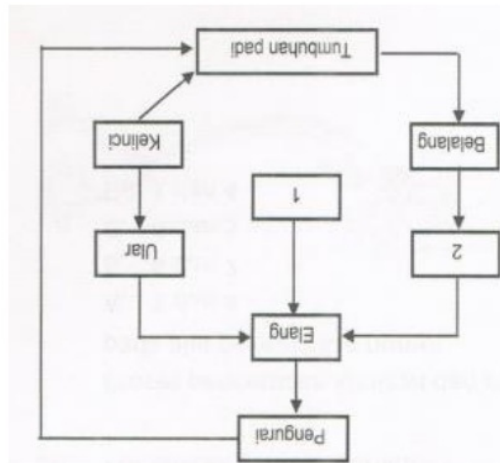 Pengurai
Elang
2
Ular
1
Belalang
Kelinci
Tumbuhan padi